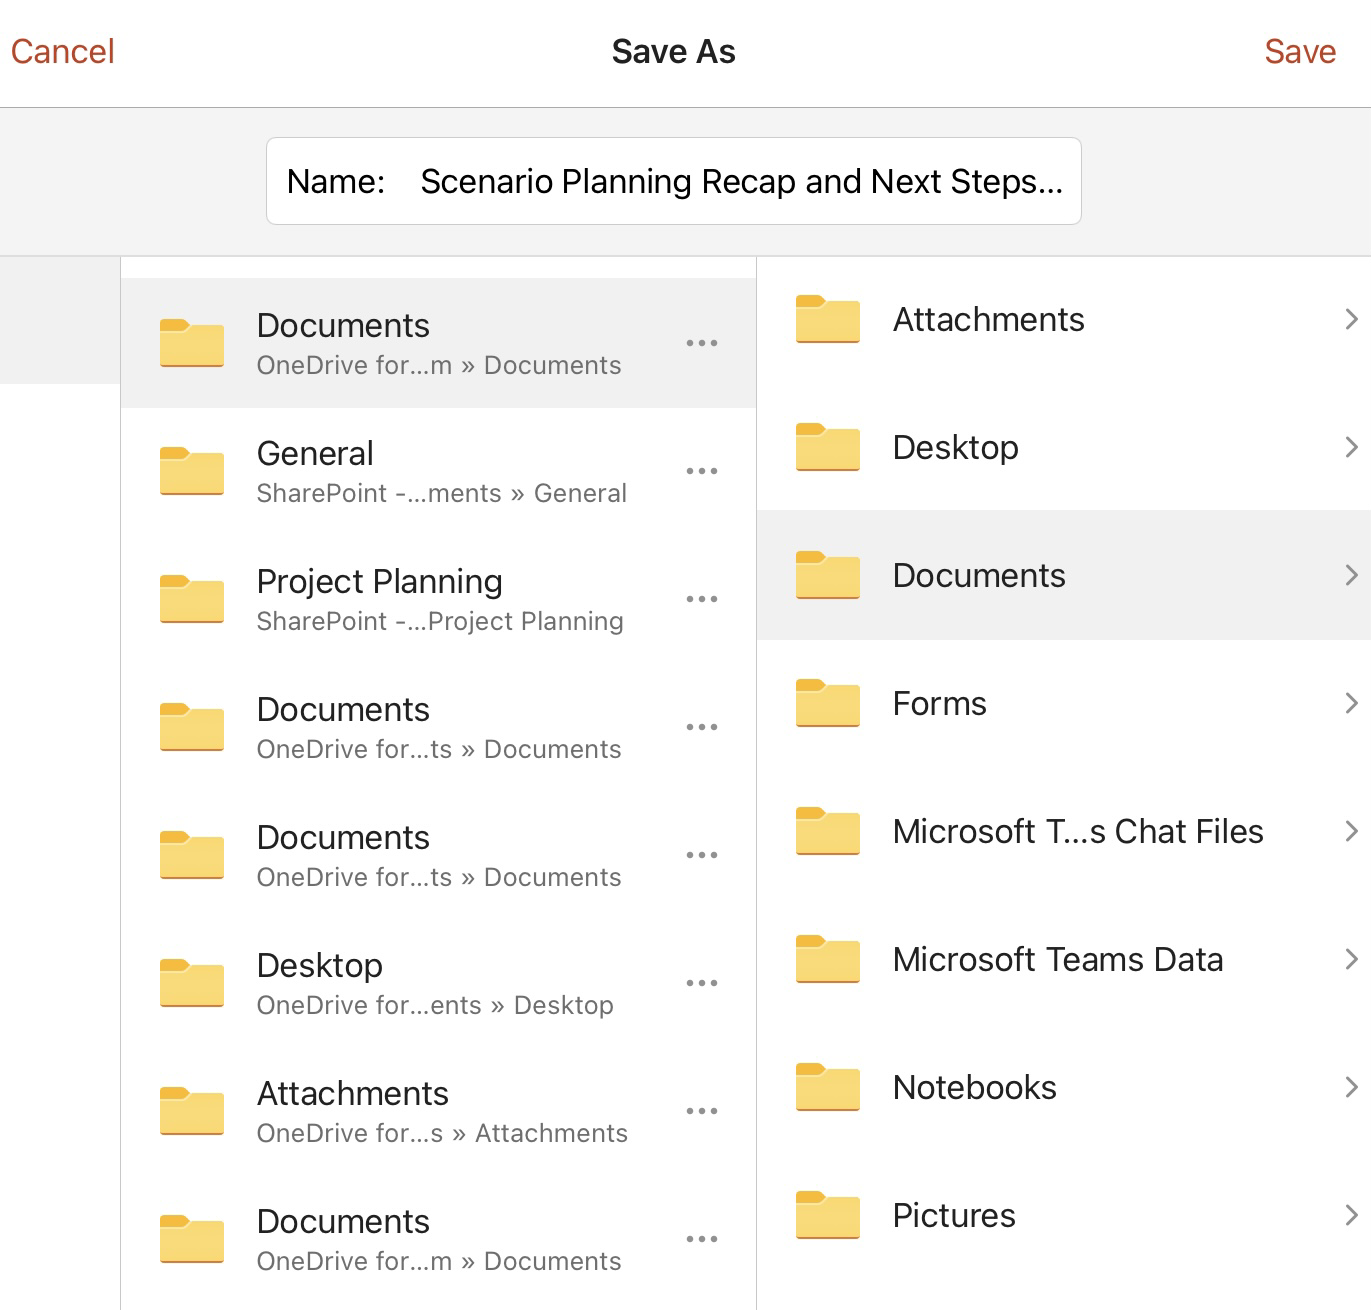 Cancel
Save As
Save
Name: Scenario Planning Recap and Next Steps...
Documents
OneDrive for...m » Documents
General
SharePoint -...ments » General
Project Planning
SharePoint -...Project Planning
Documents
OneDrive for...ts » Documents
Documents
OneDrive for...ts » Documents
Desktop
OneDrive for...ents » Desktop
Attachments
OneDrive for...s » Attachments
Documents
OneDrive for...m » Documents
Attachments
Desktop
Documents
Forms
Microsoft T...s Chat Files
Microsoft Teams Data
Notebooks
Pictures